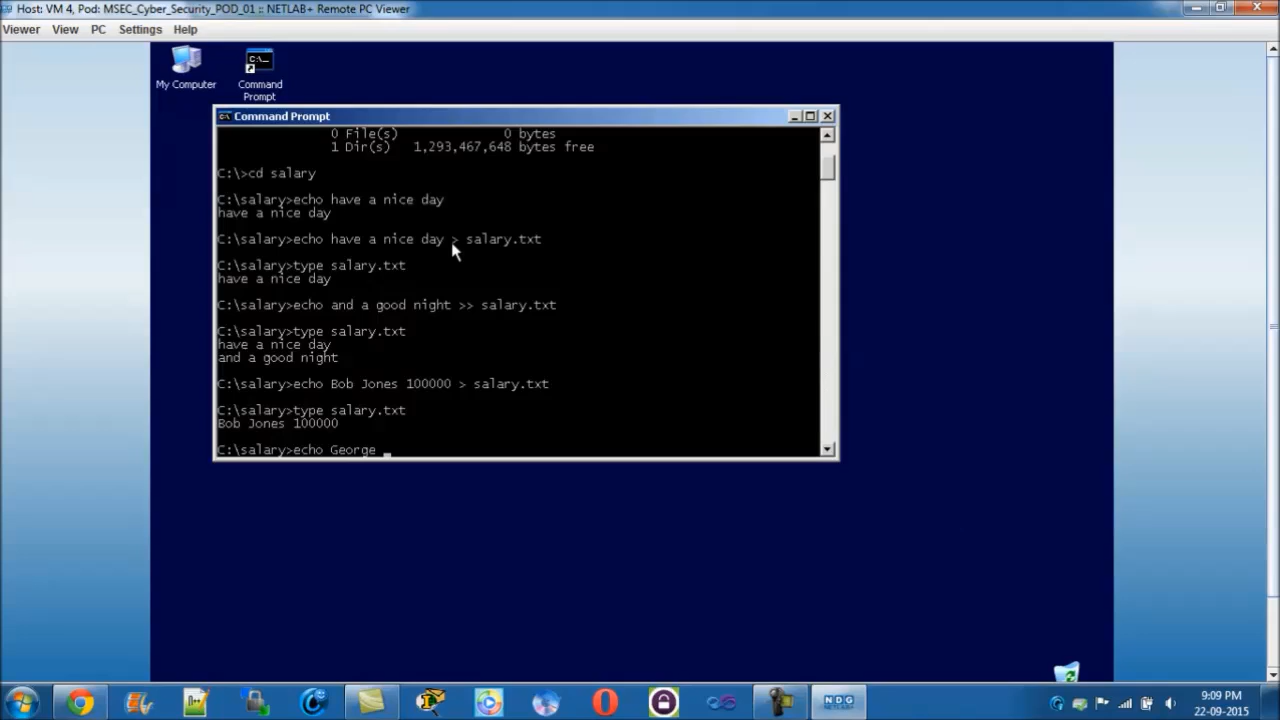 Host: VM 4, Pod: MSEC_Cyber_Security_POD_01 :: NETLAB+ Remote PC Viewer
Viewer View PC Settings Help
My Computer
Command Prompt
Command Prompt
0 File(s) 0 bytes
1 Dir(s) 1,293,467,648 bytes free
C:\>cd salary
C:\salary>echo have a nice day
have a nice day
C:\salary>echo have a nice day > salary.txt
C:\salary>type salary.txt
have a nice day
C:\salary>echo and a good night >> salary.txt
C:\salary>type salary.txt
have a nice day
and a good night
C:\salary>echo Bob Jones 100000 > salary.txt
C:\salary>type salary.txt
Bob Jones 100000
C:\salary>echo George _
NDG
NETLAB+
9:09 PM
22-09-2015